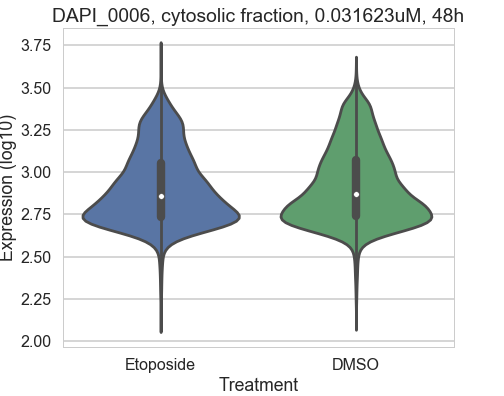 DAPI_0006, cytosolic fraction, 0.031623uM, 48h
Expression (log10)
3.75
3.50
3.25
3.00
2.75
2.50
2.25
2.00
Etoposide DMSO
Treatment